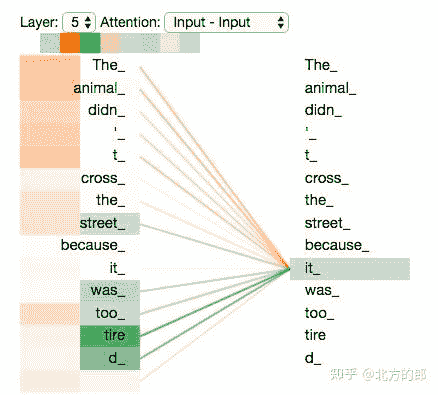 Layer: 5 Attention: Input - Input
The_ The_
animal_ animal_
didn_ didn_
'_ '_
t_ t_
cross_ cross_
the_ the_
street_ street_
because_ because_
it_ it_
was_ was_
too_ too_
tire tire
d_ d_
知乎 @北方的郎